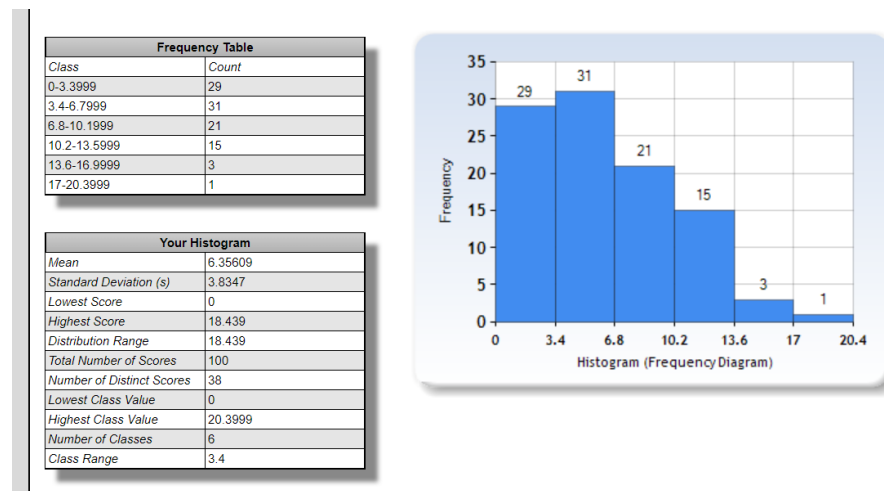 Frequency Table
Class Count
0-3.3999 29
3.4-6.7999 31
6.8-10.1999 21
10.2-13.5999 15
13.6-16.9999 3
17-20.3999 1
Your Histogram
Mean 6.35609
Standard Deviation (s) 3.8347
Lowest Score 0
Highest Score 18.439
Distribution Range 18.439
Total Number of Scores 100
Number of Distinct Scores 38
Lowest Class Value 0
Highest Class Value 20.3999
Number of Classes 6
Class Range 3.4
Frequency
35
30
25
20
15
10
5
0
29
31
21
15
3
1
0 3.4 6.8 10.2 13.6 17 20.4
Histogram (Frequency Diagram)